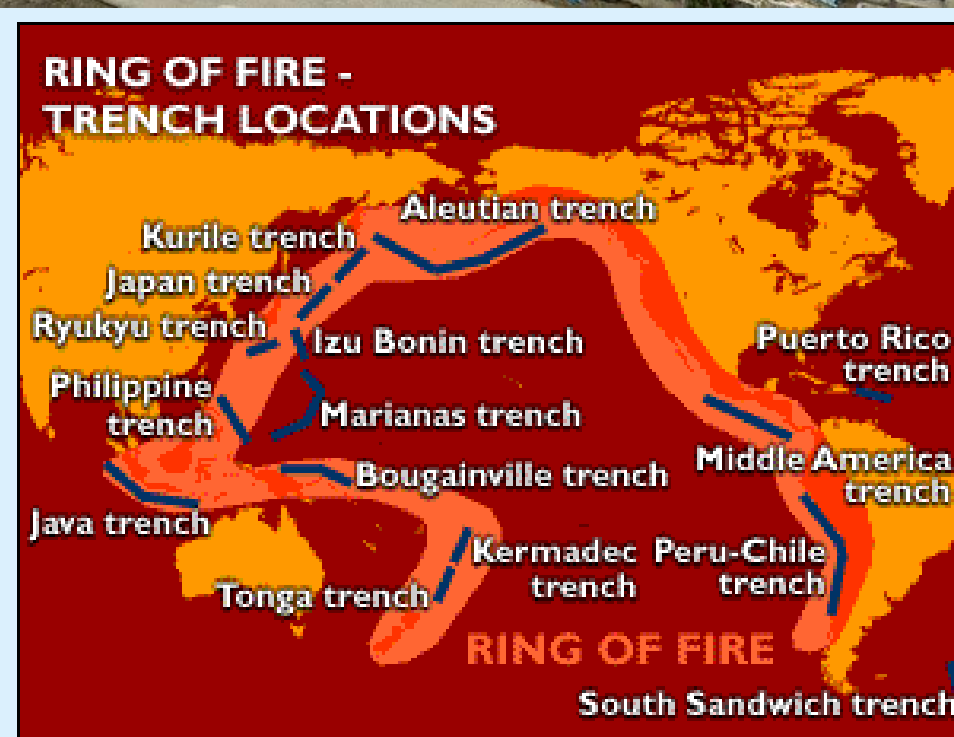 RING OF FIRE -
TRENCH LOCATIONS
Aleutian trench
Kurile trench
Japan trench
Ryukyu trench
Izu Bonin trench
Puerto Rico
trench
Philippine
trench
Marianas trench
Middle America
trench
Bougainville trench
Java trench
Kermadec
trench
Peru-Chile
trench
Tonga trench
RING OF FIRE
South Sandwich trench